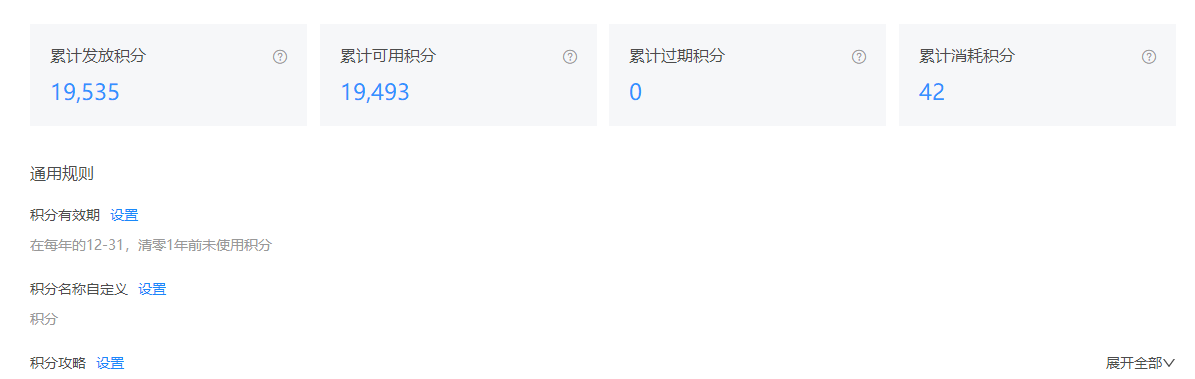 累计发放积分
19,535
累计可用积分
19,493
累计过期积分
0
累计消耗积分
42
通用规则
积分有效期 设置
在每年的12-31，清零1年前未使用积分
积分名称自定义 设置
积分
积分攻略 设置
展开全部